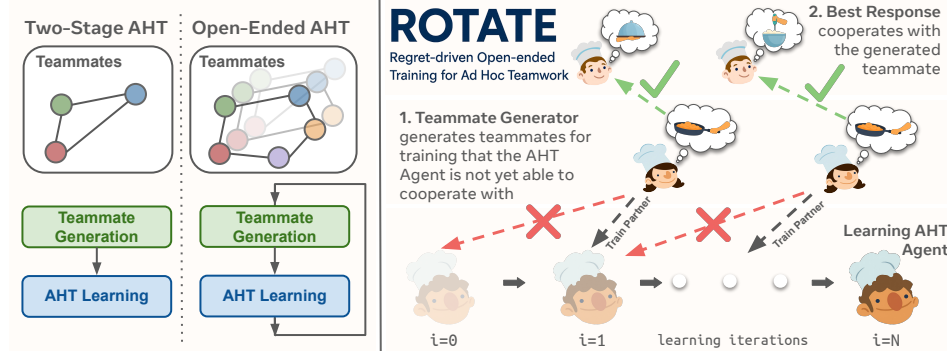 Two-Stage AHT
Teammates
Teammate
Generation
AHT Learning
Open-Ended AHT
Teammates
Teammate
Generation
AHT Learning
ROTATE
Regret-driven Open-ended
Training for Ad Hoc Teamwork
2. Best Response
cooperates with
the generated
teammate
1. Teammate Generator
generates teammates for
training that the AHT
Agent is not yet able to
cooperate with
Train Partner
Train Partner
Learning AHT
Agent
i=0
i=1
learning iterations
i=N